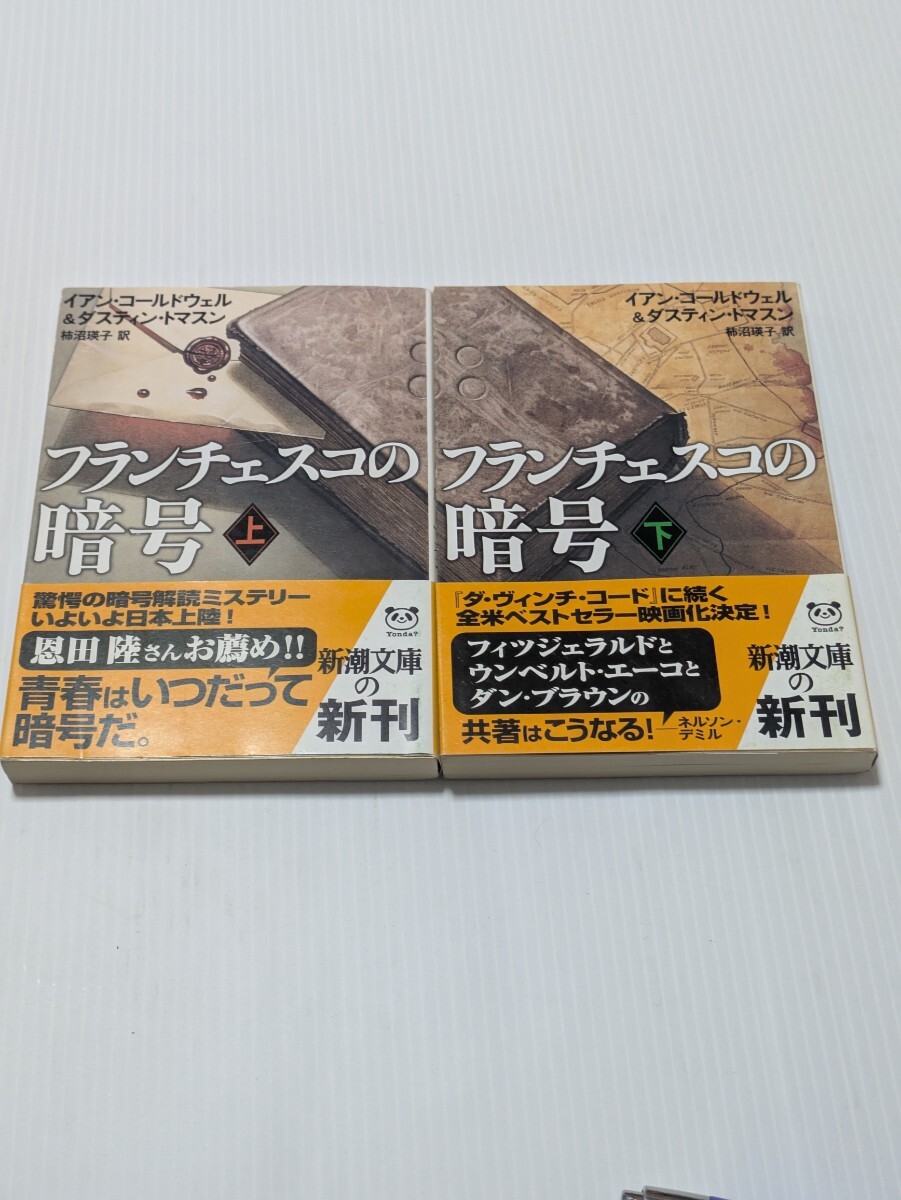 イアン・コールドウェル
&ダスティン・トマスン
柿沼瑛子 訳
フランチェスコの
暗号 上
驚愕の暗号解読ミステリー
いよいよ日本上陸!
恩田 陸さんお薦め!!
青春はいつだって
暗号だ。
Yonda?
新潮文庫
の
新刊
イアン・コールドウェル
&ダスティン・トマスン
柿沼瑛子 訳
フランチェスコの
暗号 下
『ダ・ヴィンチ・コード』に続く
全米ベストセラー映画化決定!
フィツジェラルドと
ウンベルト・エーコと
ダン・ブラウンの
共著はこうなる!―ネルソン・デミル
Yonda?
新潮文庫
の
新刊